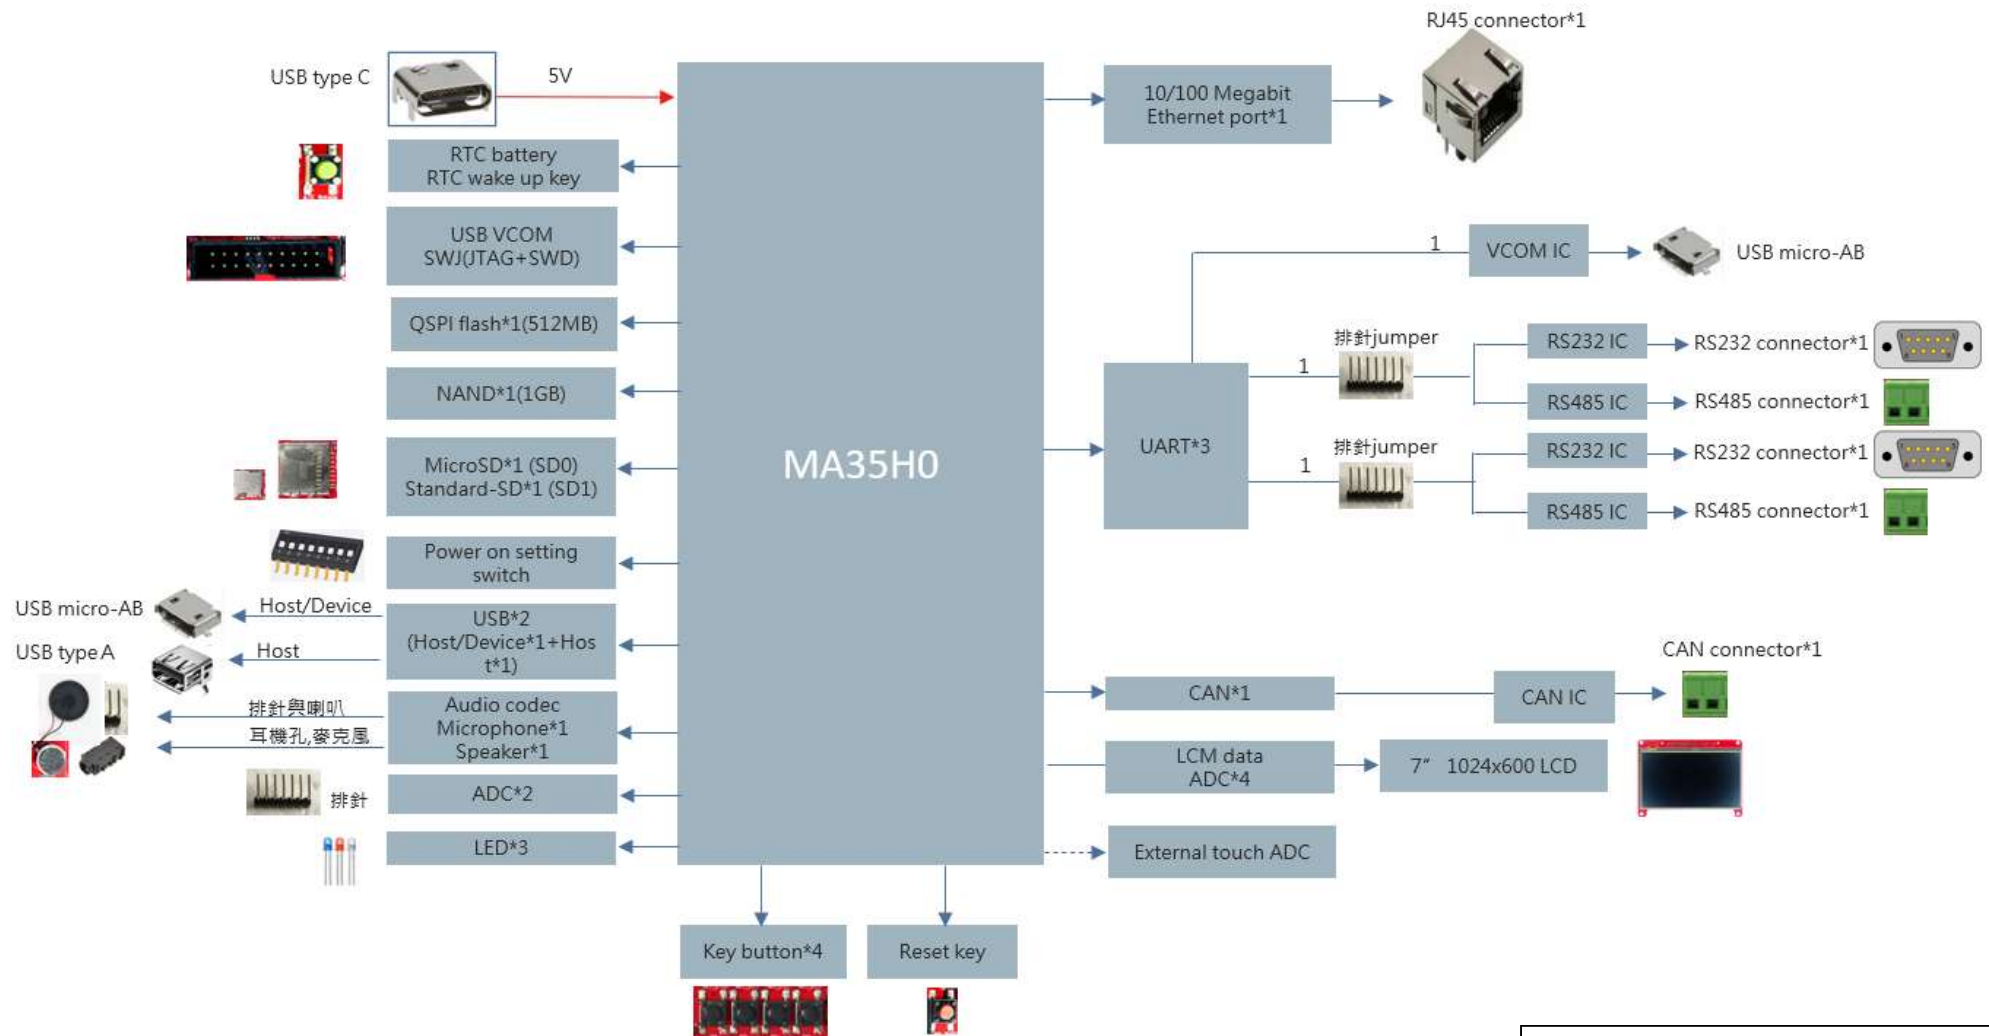 RJ45 connector*1
USB type C
5V
10/100 Megabit
Ethernet port*1
RTC battery
RTC wake up key
USB VCOM
SWJ(JTAG+SWD)
1
VCOM IC
USB micro-AB
QSPI flash*1(512MB)
排針jumper
RS232 IC
RS232 connector*1
1
NAND*1(1GB)
RS485 IC
RS485 connector*1
MA35H0
UART*3
排針jumper
RS232 IC
RS232 connector*1
1
MicroSD*1 (SD0)
Standard-SD*1 (SD1)
RS485 IC
RS485 connector*1
Power on setting
switch
USB micro-AB
Host/Device
USB*2
(Host/Device*1+Hos
t*1)
USB type A
Host
CAN connector*1
CAN*1
CAN IC
排針與喇叭
耳機孔,麥克風
Audio codec
Microphone*1
Speaker*1
LCM data
ADC*4
7” 1024x600 LCD
排針
ADC*2
LED*3
External touch ADC
Key button*4
Reset key